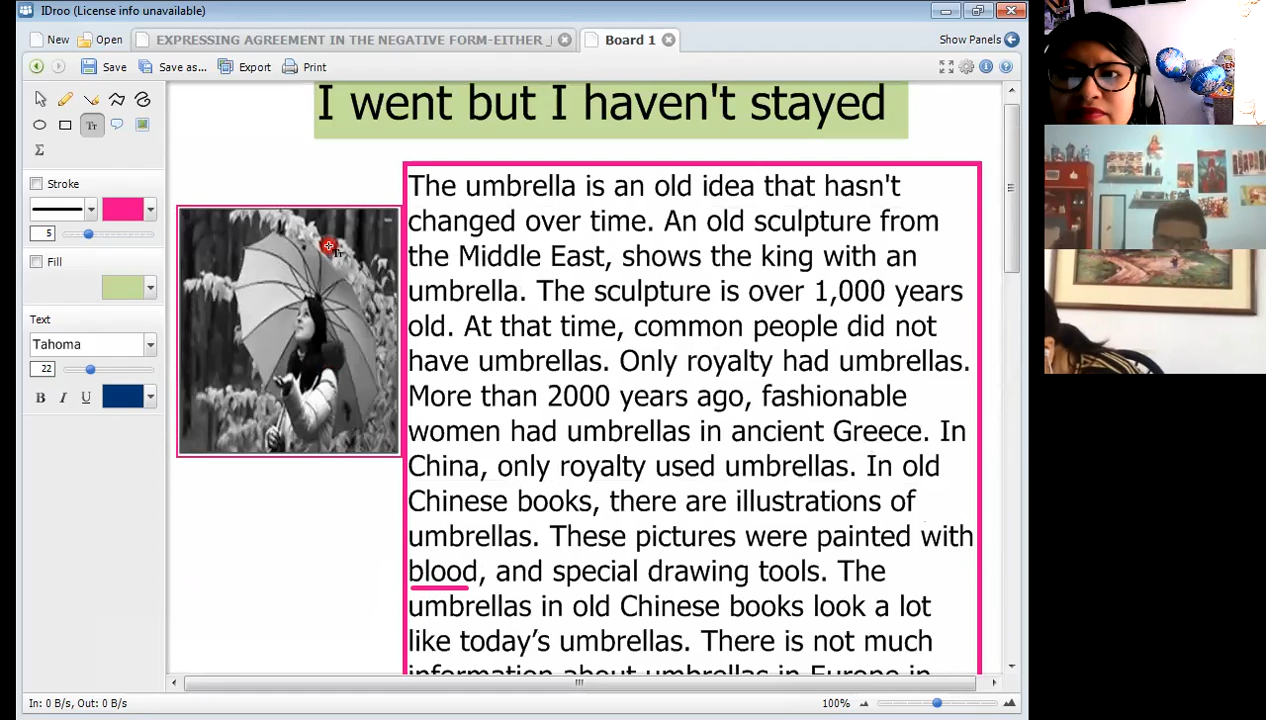 IDroo (License info unavailable)
New Open EXPRESSING AGREEMENT IN THE NEGATIVE FORM-EITHER _ Board 1 Show Panels
Save Save as... Export Print
I went but I haven't stayed
Tr
Stroke
5
Fill
Text
Tahoma
22
B I U
The umbrella is an old idea that hasn't
changed over time. An old sculpture from
the Middle East, shows the king with an
umbrella. The sculpture is over 1,000 years
old. At that time, common people did not
have umbrellas. Only royalty had umbrellas.
More than 2000 years ago, fashionable
women had umbrellas in ancient Greece. In
China, only royalty used umbrellas. In old
Chinese books, there are illustrations of
umbrellas. These pictures were painted with
blood, and special drawing tools. The
umbrellas in old Chinese books look a lot
like today’s umbrellas. There is not much
information about umbrellas in Europe in
In: 0 B/s, Out: 0 B/s 100%